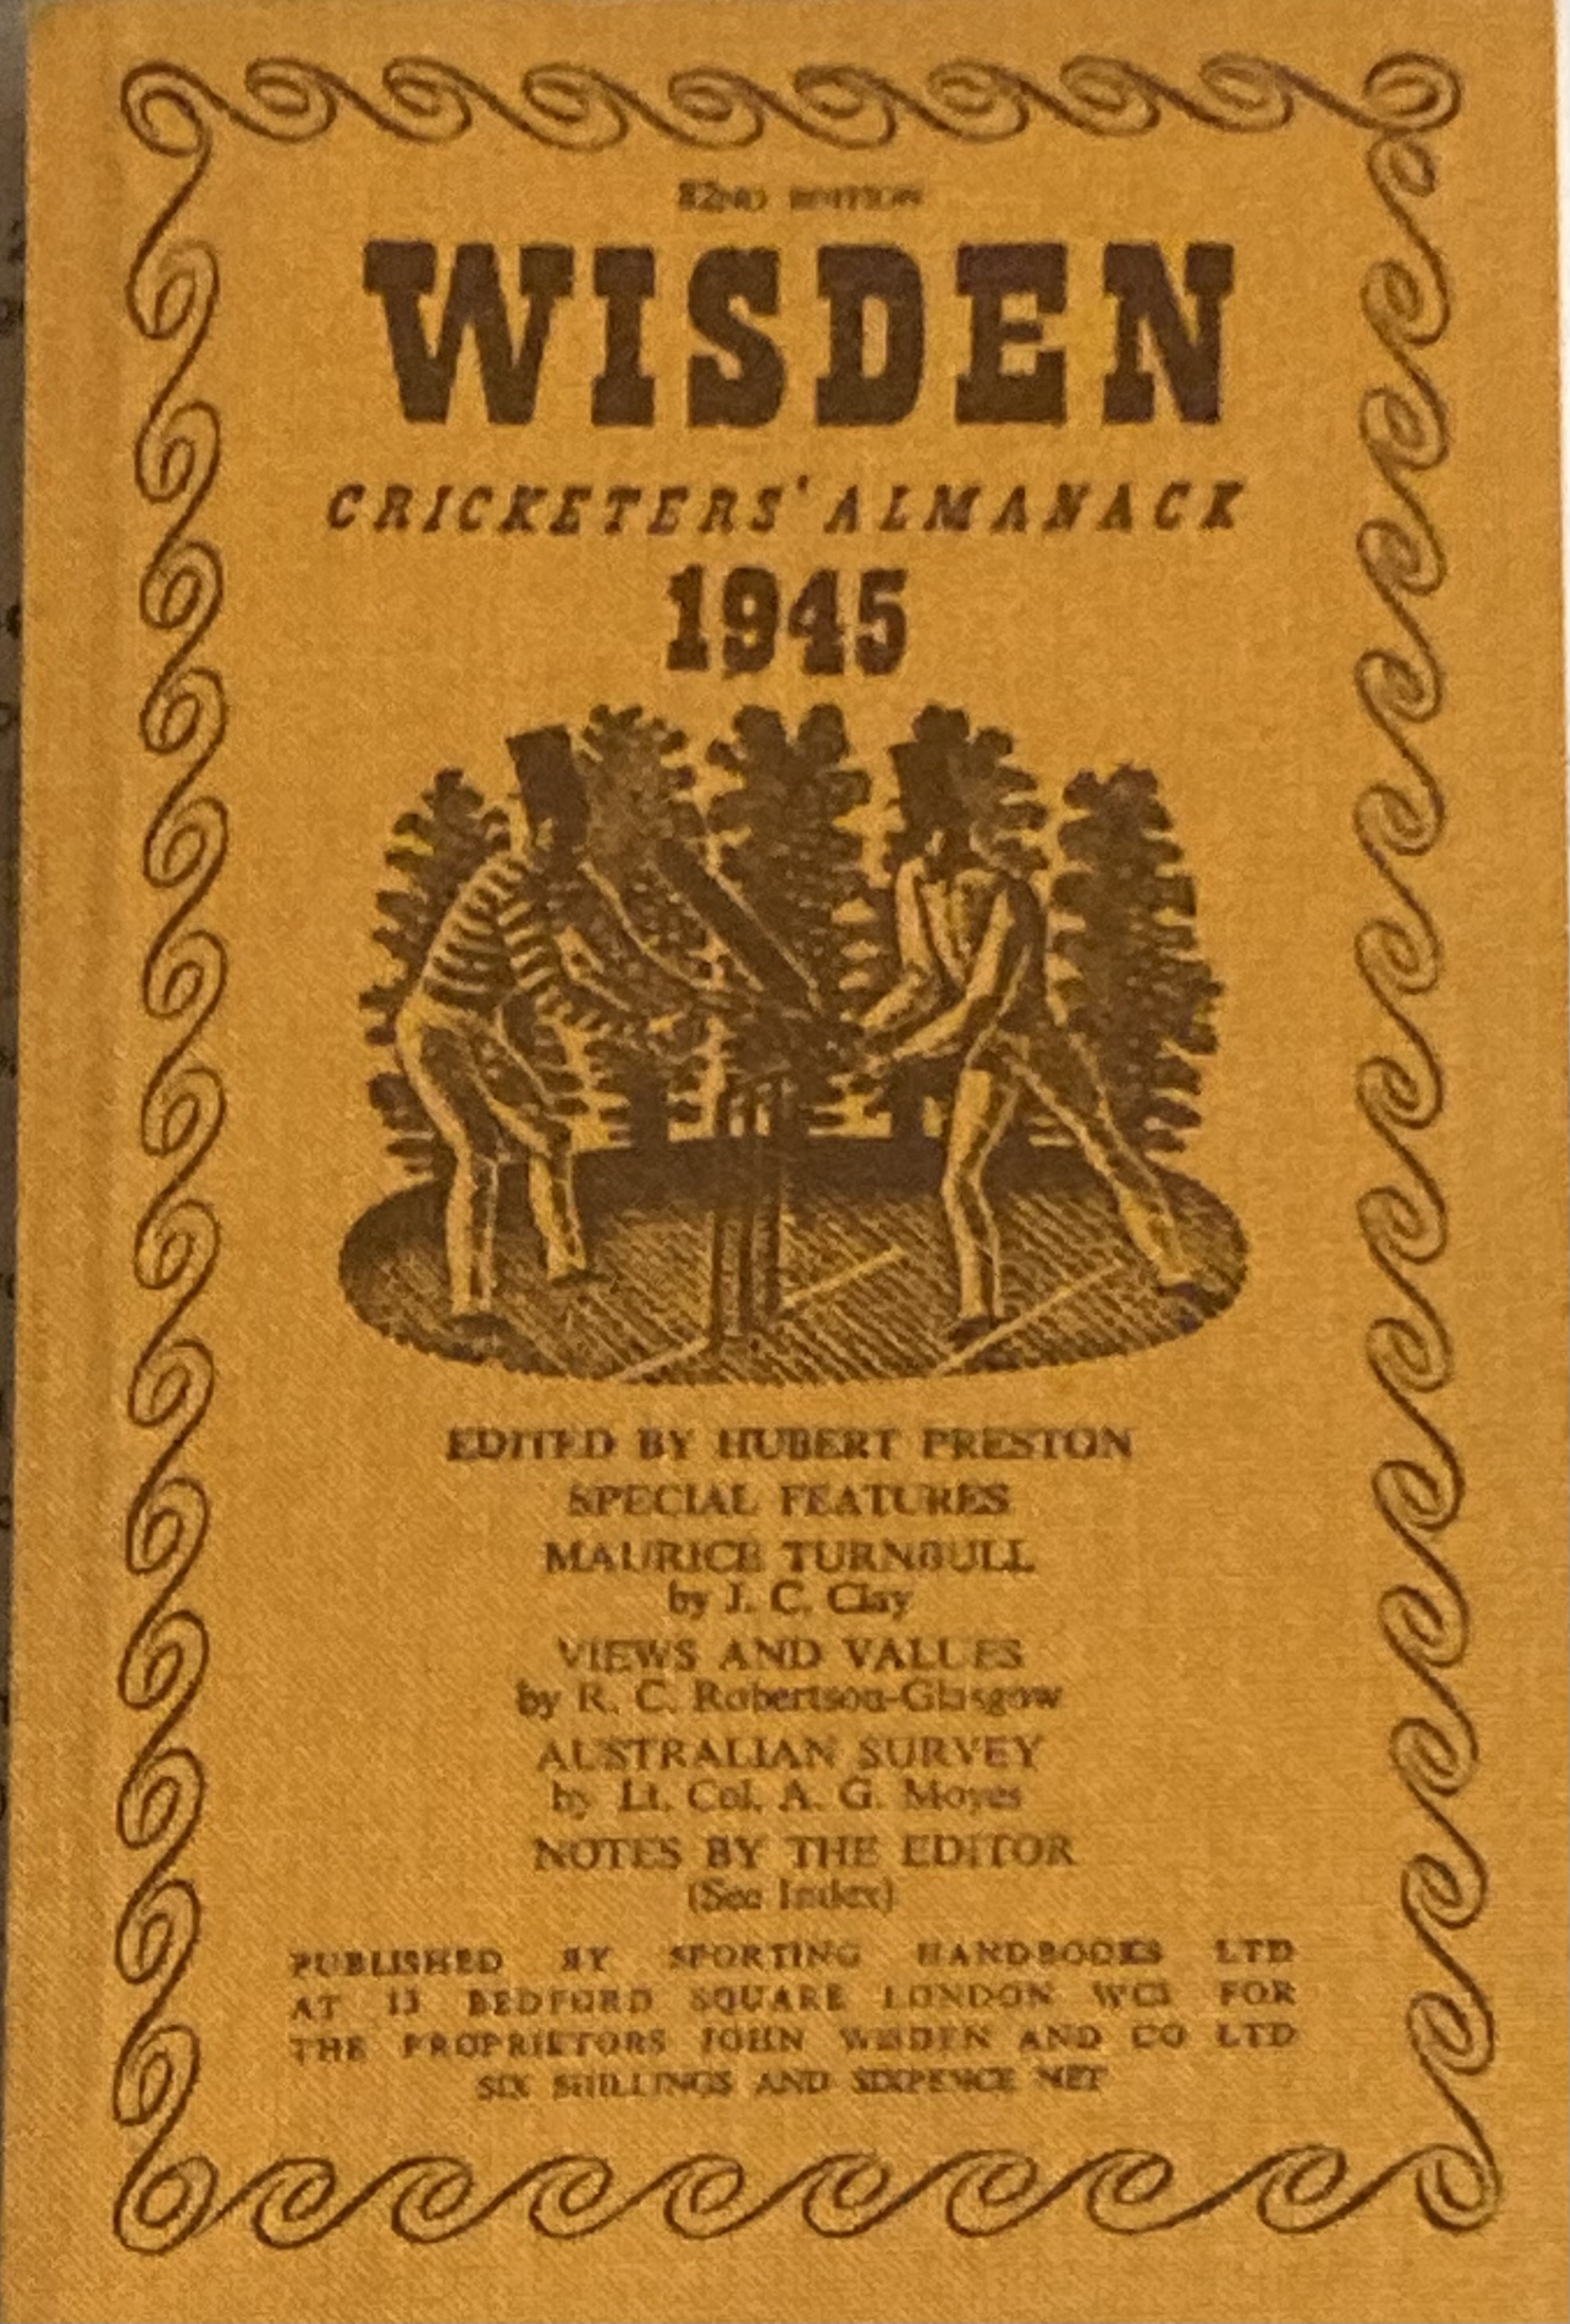 82ND EDITION
WISDEN
CRICKETERS' ALMANACK
1945
EDITED BY HUBERT PRESTON
SPECIAL FEATURES
MAURICE TURNBULL
by J. C. Clay
VIEWS AND VALUES
by R. C. Robertson-Glasgow
AUSTRALIAN SURVEY
by Lt. Col. A. G. Moyes
NOTES BY THE EDITOR
(See Index)
PUBLISHED BY SPORTING HANDBOOKS LTD
AT 13 BEDFORD SQUARE LONDON WC1 FOR
THE PROPRIETORS JOHN WISDEN AND CO LTD
SIX SHILLINGS AND SIXPENCE NET